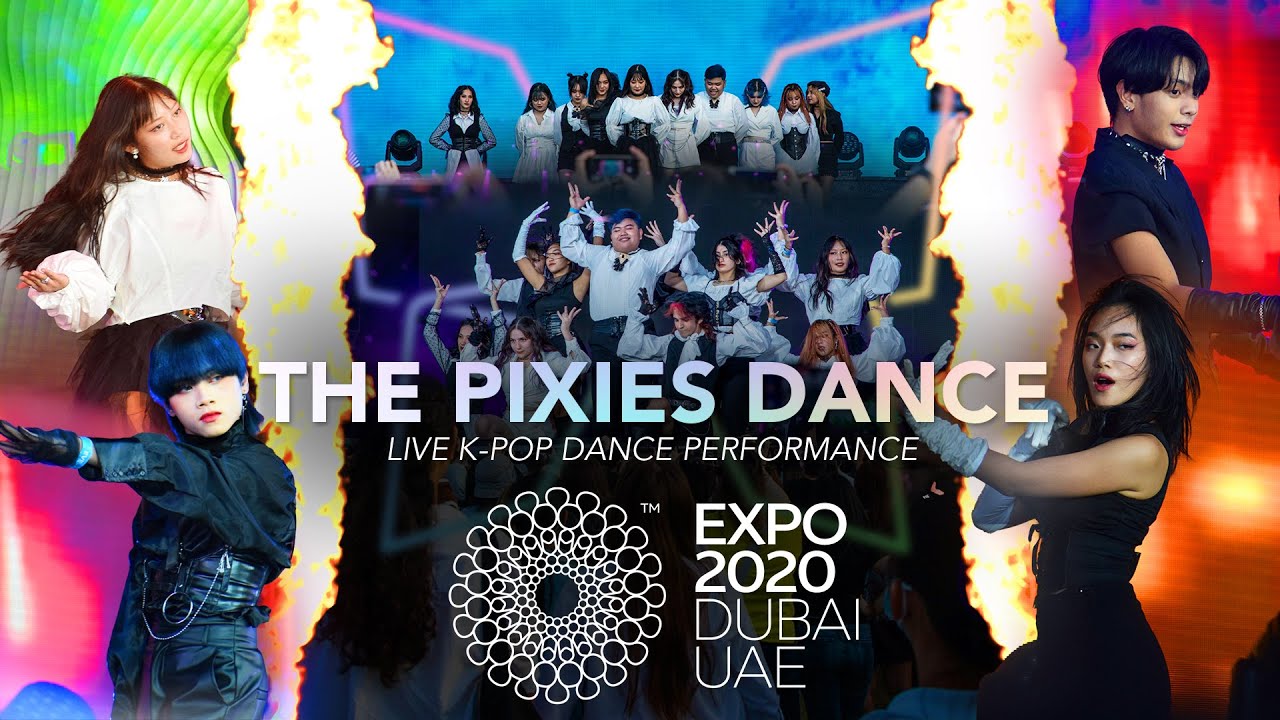 THE PIXIES DANCE
LIVE K-POP DANCE PERFORMANCE
TM
EXPO
2020
DUBAI
UAE